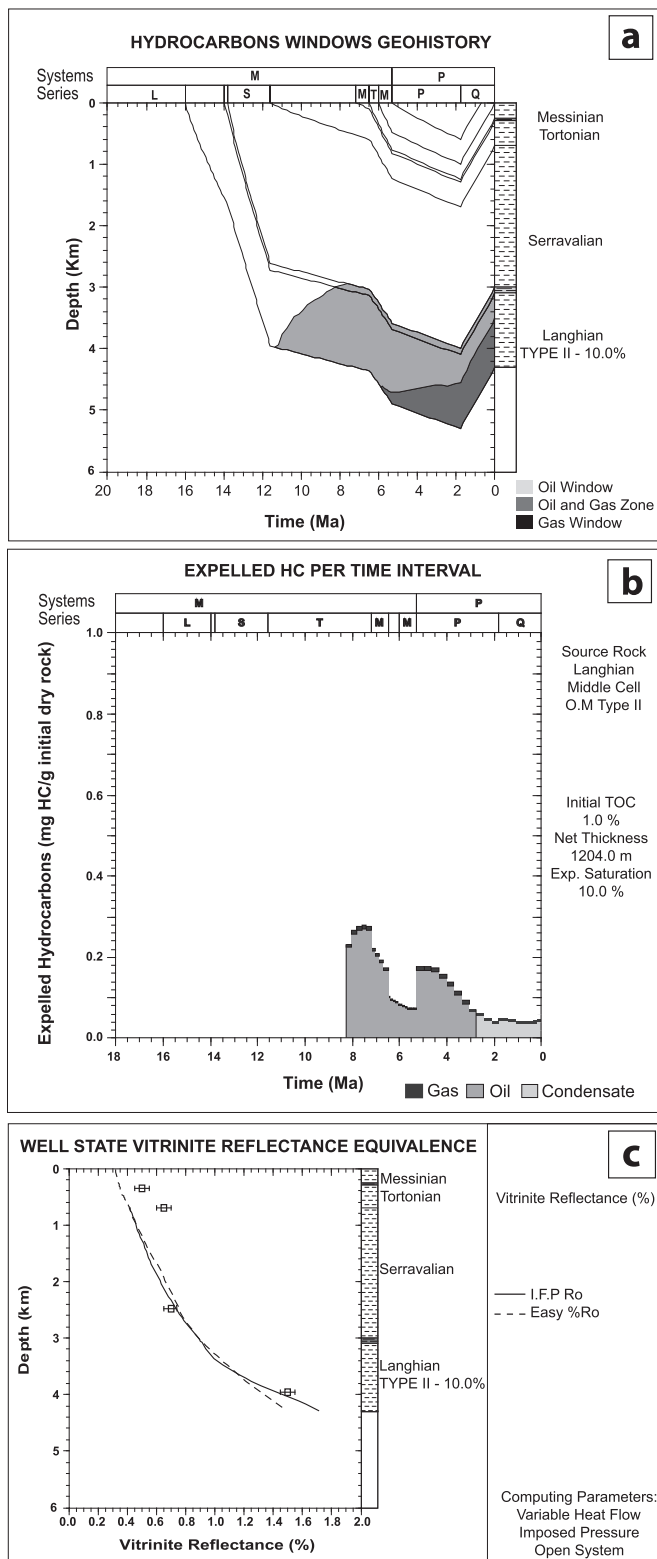 a
HYDROCARBONS WINDOWS GEOHISTORY
Systems M P
Series L S M T M P Q
0
1
2
3
4
5
6
Depth (Km)
Messinian
Tortonian
Serravalian
Langhian
TYPE II - 10.0%
20 18 16 14 12 10 8 6 4 2 0
Time (Ma)
Oil Window
Oil and Gas Zone
Gas Window
b
EXPELLED HC PER TIME INTERVAL
Systems M P
Series L S T M M P Q
1.0
0.8
0.6
0.4
0.2
0.0
Expelled Hydrocarbons (mg HC/g initial dry rock)
Source Rock
Langhian
Middle Cell
O.M Type II
Initial TOC
1.0 %
Net Thickness
1204.0 m
Exp. Saturation
10.0 %
18 16 14 12 10 8 6 4 2 0
Time (Ma)
Gas Oil Condensate
c
WELL STATE VITRINITE REFLECTANCE EQUIVALENCE
0
1
2
3
4
5
6
Depth (km)
Messinian
Tortonian
Serravalian
Langhian
TYPE II - 10.0%
0.0 0.2 0.4 0.6 0.8 1.0 1.2 1.4 1.6 1.8 2.0
Vitrinite Reflectance (%)
Vitrinite Reflectance (%)
I.F.P Ro
Easy %Ro
Computing Parameters:
Variable Heat Flow
Imposed Pressure
Open System